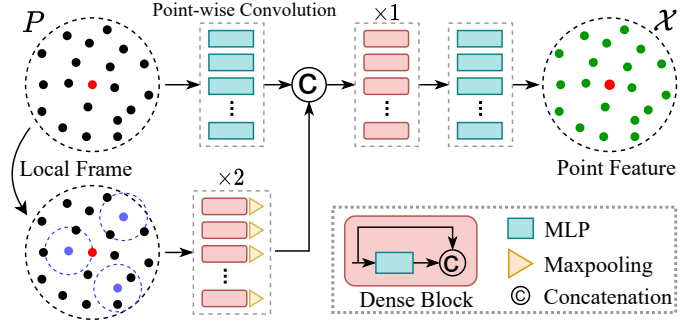 P
Point-wise Convolution
×1
𝒳
C
Local Frame
×2
Point Feature
MLP
Maxpooling
C
Dense Block
C Concatenation